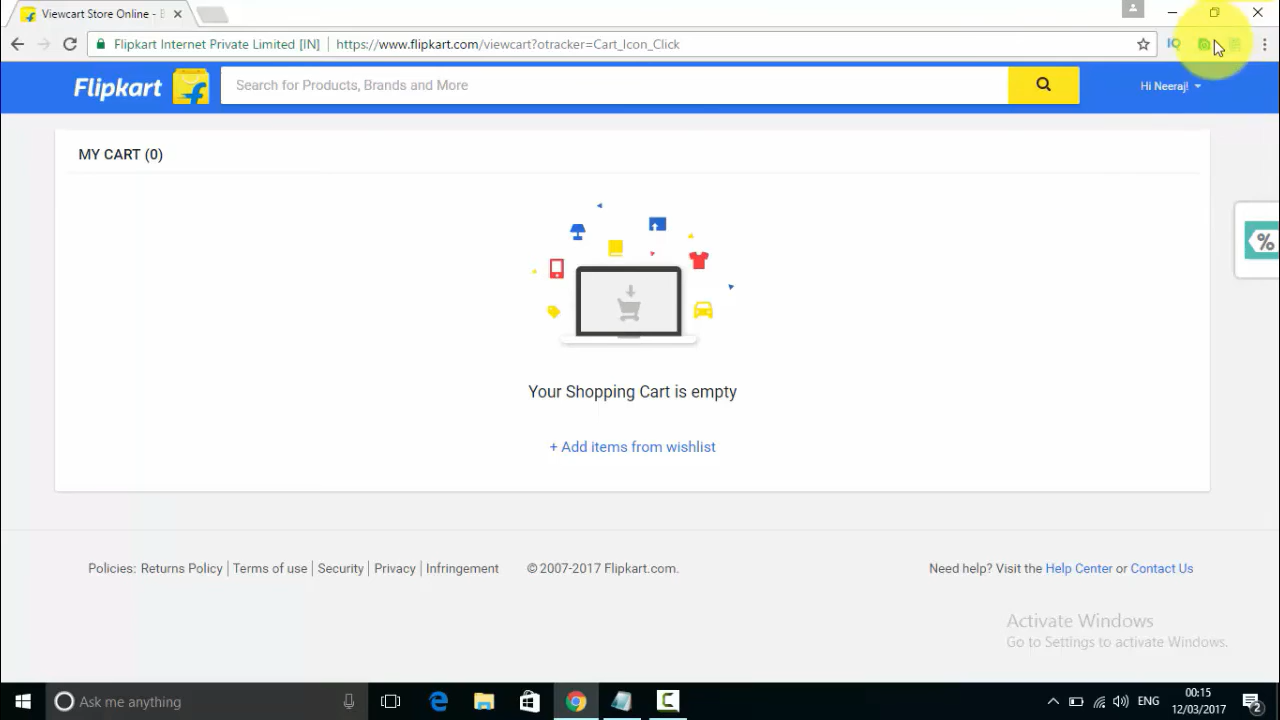 Viewcart Store Online -
Flipkart Internet Private Limited [IN]
https://www.flipkart.com/viewcart?otracker=Cart_Icon_Click
IQ
Flipkart
Search for Products, Brands and More
Hi Neeraj!
MY CART (0)
%
Your Shopping Cart is empty
+ Add items from wishlist
Policies: Returns Policy | Terms of use | Security | Privacy | Infringement
© 2007-2017 Flipkart.com.
Need help? Visit the Help Center or Contact Us
Activate Windows
Go to Settings to activate Windows.
Ask me anything
ENG
00:15
12/03/2017
2